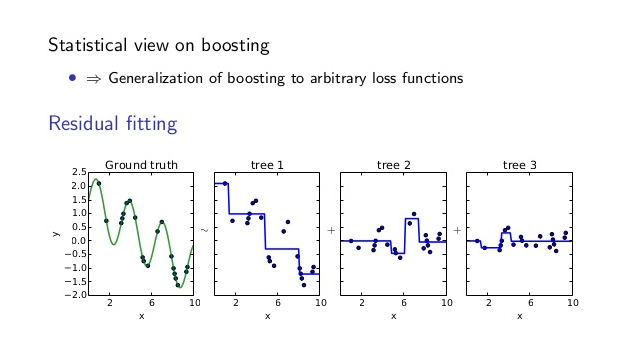 Statistical view on boosting
• ⇒ Generalization of boosting to arbitrary loss functions
Residual fitting
Ground truth
tree 1
tree 2
tree 3
2.5
2.0
1.5
1.0
0.5
0.0
−0.5
−1.0
−1.5
−2.0
y
~
+
+
2 6 10
2 6 10
2 6 10
2 6 10
x
x
x
x